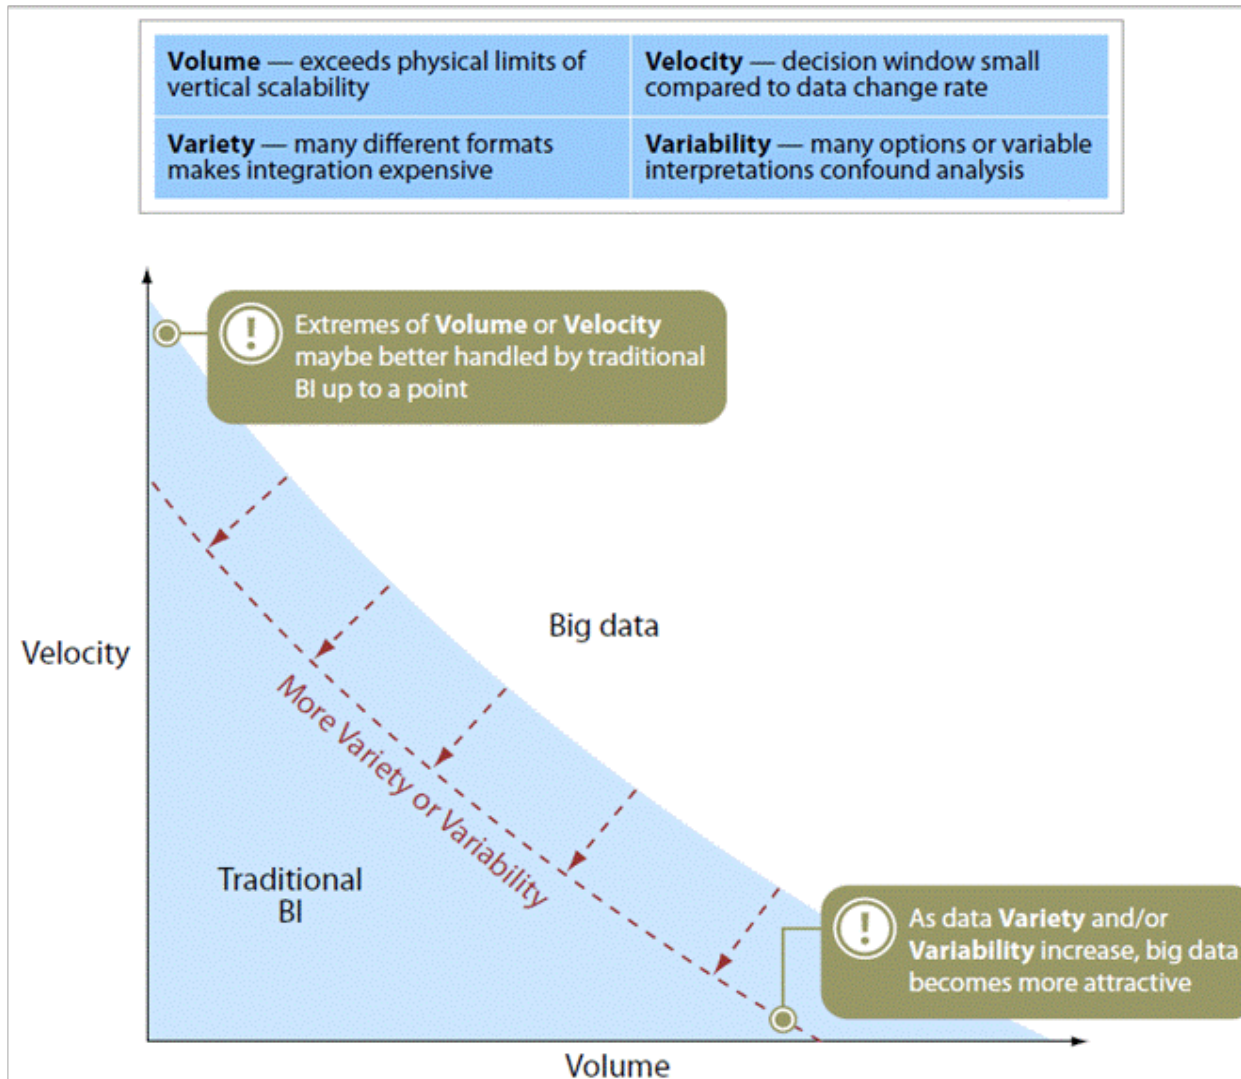 Volume — exceeds physical limits of
vertical scalability
Velocity — decision window small
compared to data change rate
Variety — many different formats
makes integration expensive
Variability — many options or variable
interpretations confound analysis
Extremes of Volume or Velocity
maybe better handled by traditional
BI up to a point
Big data
Velocity
More Variety or Variability
Traditional
BI
As data Variety and/or
Variability increase, big data
becomes more attractive
Volume